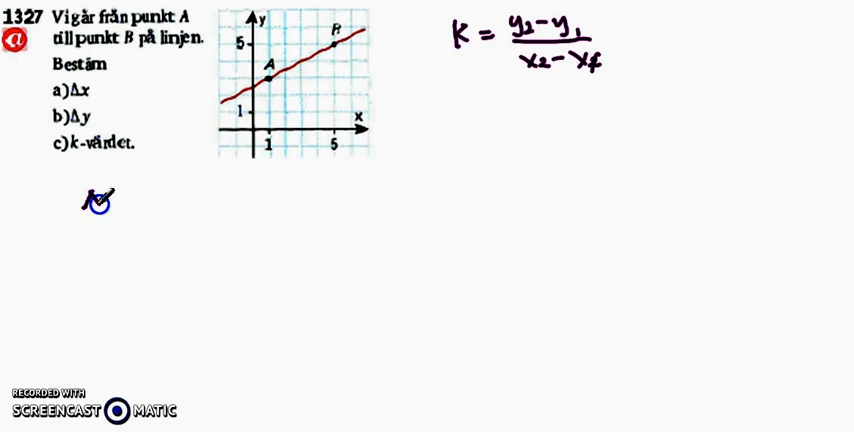 1327 Vi går från punkt A
a till punkt B på linjen.
Bestäm
a) Δx
b) Δy
c) k-värdet.
y
5
B
A
1
x
1 5
K = y₂ - y₁
x₂ - x₁
RECORDED WITH
SCREENCAST MATIC